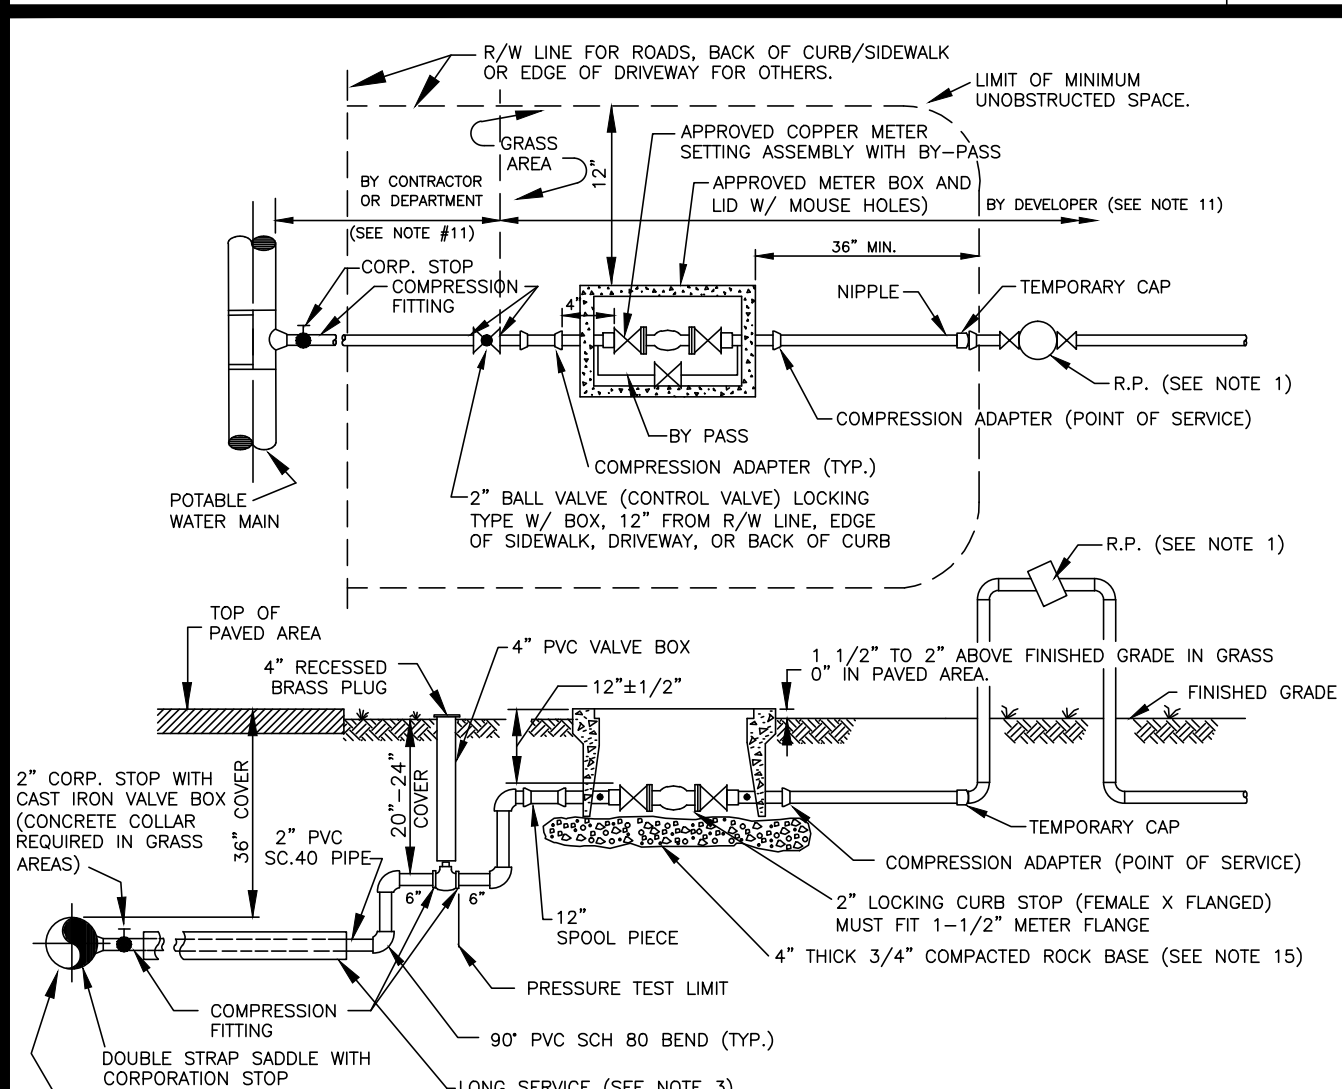 R/W LINE FOR ROADS, BACK OF CURB/SIDEWALK
OR EDGE OF DRIVEWAY FOR OTHERS.
LIMIT OF MINIMUM
UNOBSTRUCTED SPACE.
GRASS
AREA
12"
APPROVED COPPER METER
SETTING ASSEMBLY WITH BY-PASS
BY CONTRACTOR
OR DEPARTMENT
APPROVED METER BOX AND
LID W/ MOUSE HOLES)
BY DEVELOPER (SEE NOTE 11)
(SEE NOTE #11)
36" MIN.
CORP. STOP
COMPRESSION
FITTING
4"
NIPPLE
TEMPORARY CAP
R.P. (SEE NOTE 1)
COMPRESSION ADAPTER (POINT OF SERVICE)
BY PASS
COMPRESSION ADAPTER (TYP.)
POTABLE
WATER MAIN
2" BALL VALVE (CONTROL VALVE) LOCKING
TYPE W/ BOX, 12" FROM R/W LINE, EDGE
OF SIDEWALK, DRIVEWAY, OR BACK OF CURB
R.P. (SEE NOTE 1)
TOP OF
PAVED AREA
4" RECESSED
BRASS PLUG
4" PVC VALVE BOX
12"±1/2"
1 1/2" TO 2" ABOVE FINISHED GRADE IN GRASS
0" IN PAVED AREA.
FINISHED GRADE
2" CORP. STOP WITH
CAST IRON VALVE BOX
(CONCRETE COLLAR
REQUIRED IN GRASS
AREAS)
36" COVER
2" PVC
SC.40 PIPE
20"-24"
COVER
6"
6"
TEMPORARY CAP
COMPRESSION ADAPTER (POINT OF SERVICE)
12"
SPOOL PIECE
2" LOCKING CURB STOP (FEMALE X FLANGED)
MUST FIT 1-1/2" METER FLANGE
4" THICK 3/4" COMPACTED ROCK BASE (SEE NOTE 15)
PRESSURE TEST LIMIT
COMPRESSION
FITTING
90° PVC SCH 80 BEND (TYP.)
DOUBLE STRAP SADDLE WITH
CORPORATION STOP
LONG SERVICE (SEE NOTE 3)